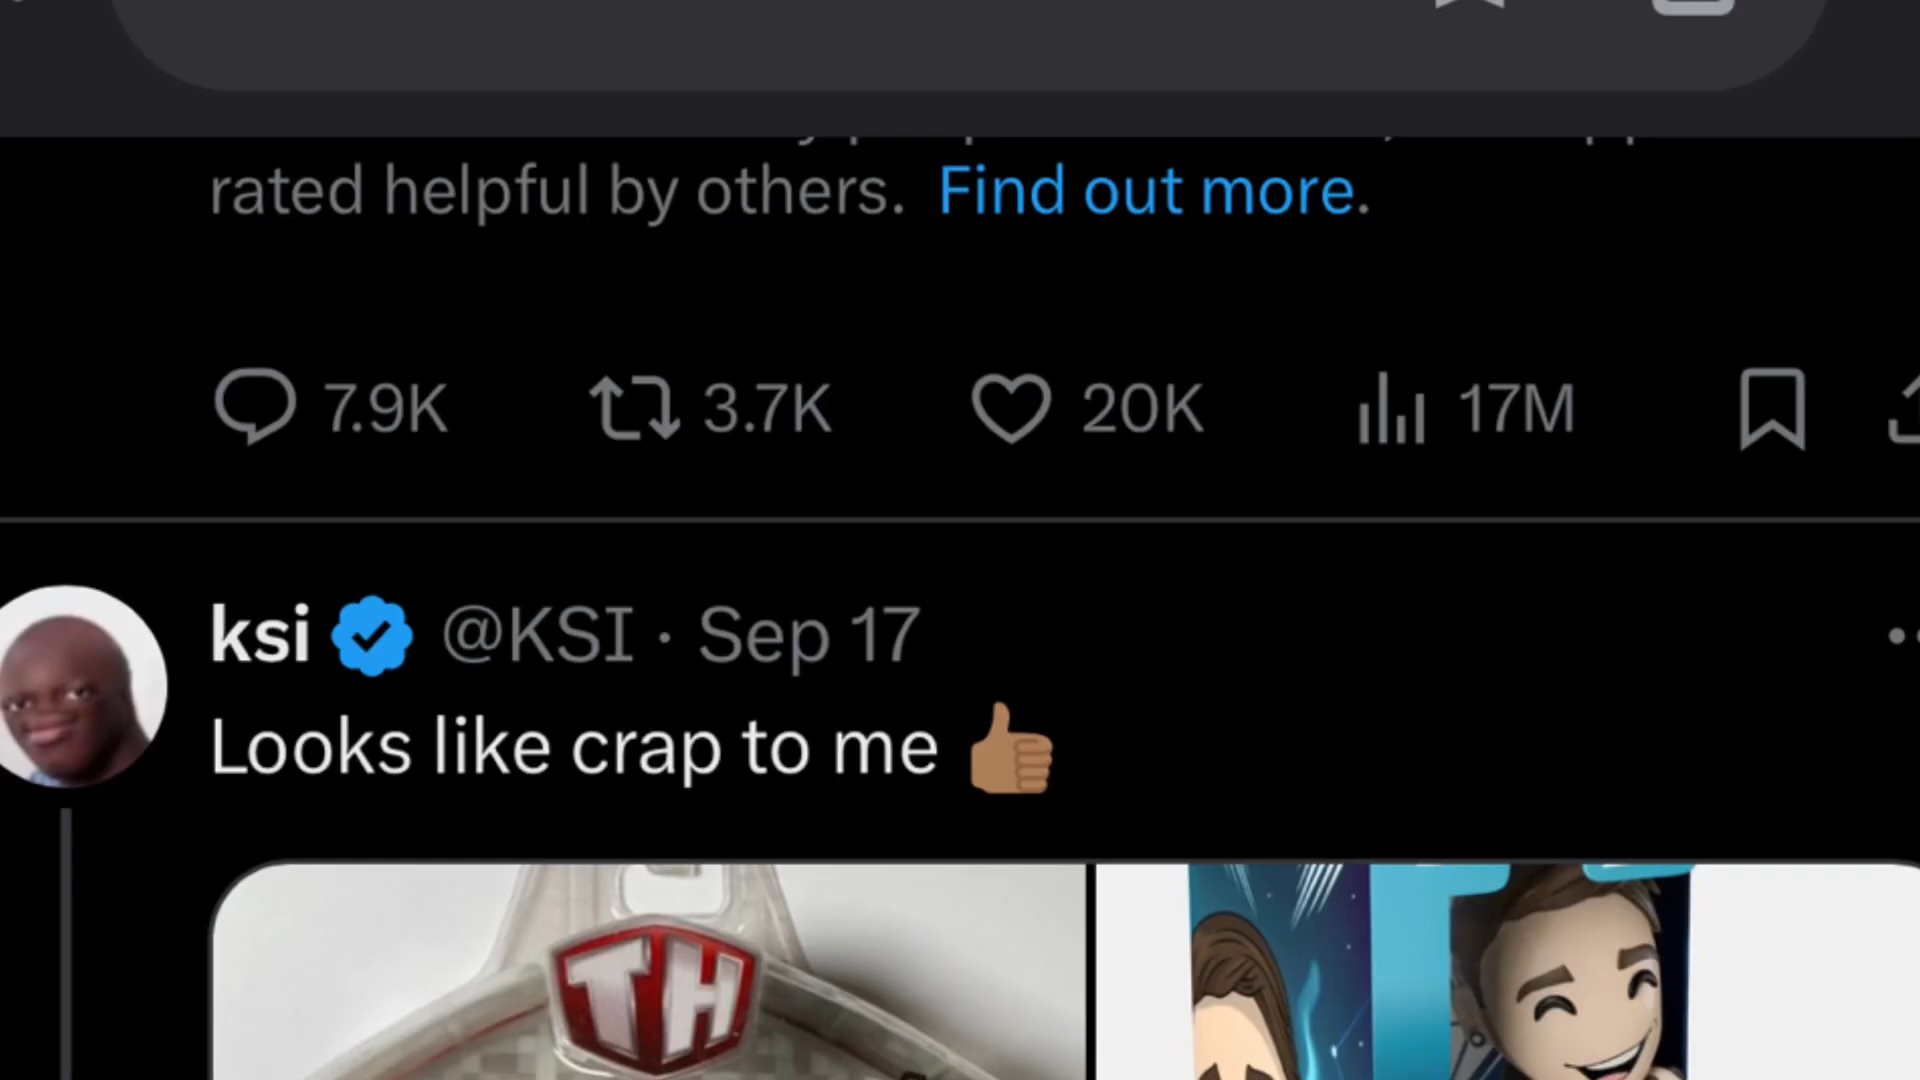 rated helpful by others. Find out more.
7.9K 3.7K 20K 17M
ksi @KSI · Sep 17
Looks like crap to me 👍🏽
TH